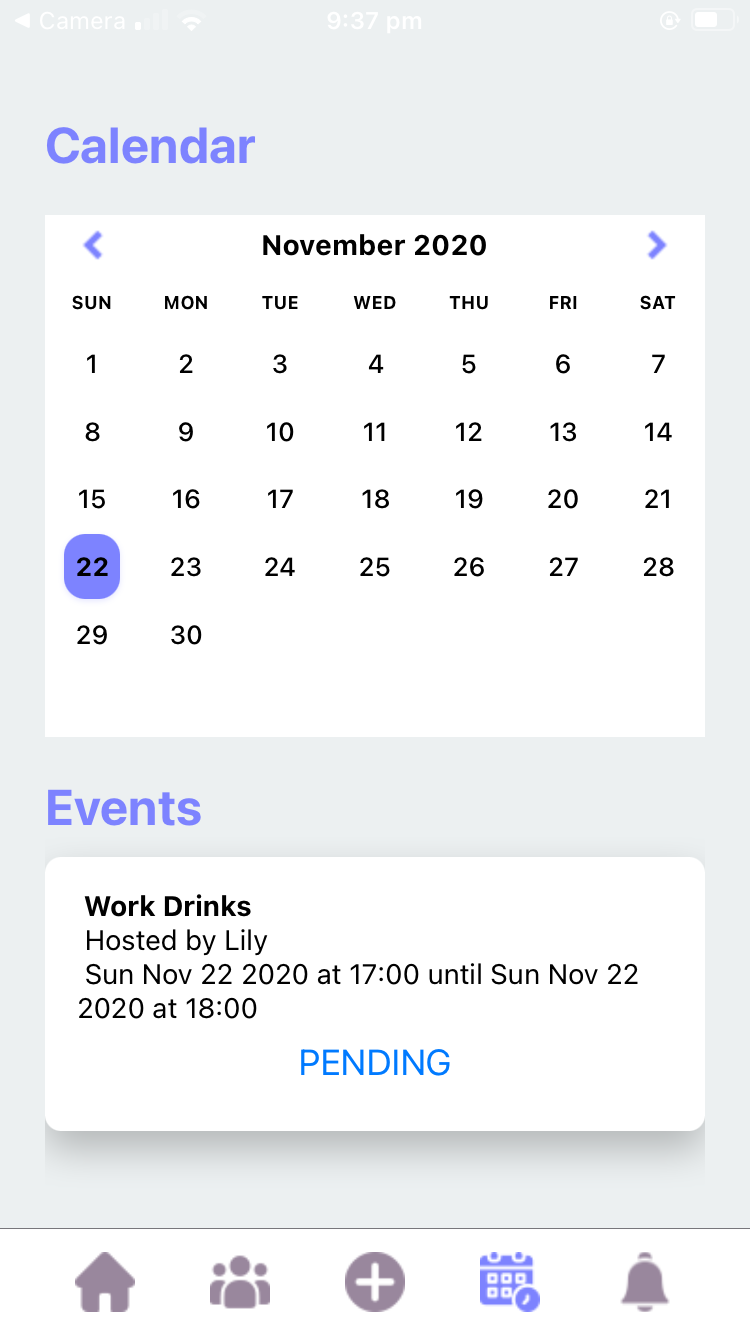 Camera 9:37 pm
Calendar
November 2020
SUN MON TUE WED THU FRI SAT
1 2 3 4 5 6 7
8 9 10 11 12 13 14
15 16 17 18 19 20 21
22 23 24 25 26 27 28
29 30
Events
Work Drinks
Hosted by Lily
Sun Nov 22 2020 at 17:00 until Sun Nov 22
2020 at 18:00
PENDING